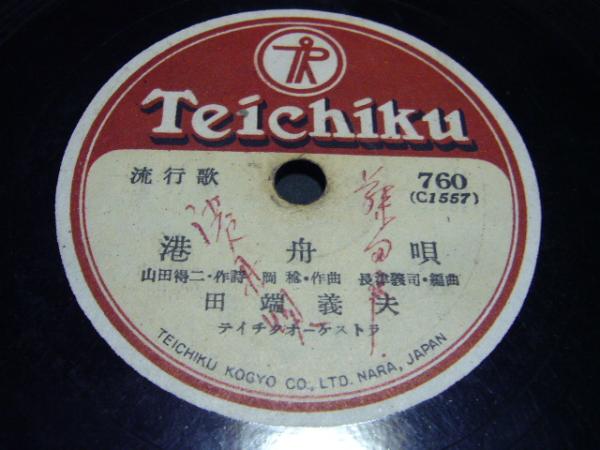 Teichiku
流行歌
760
(C1557)
港舟唄
山田得二・作詩 岡稔・作曲 長津義司・編曲
田端義夫
テイチクオーケストラ
TEICHIKU KOGYO CO., LTD. NARA, JAPAN